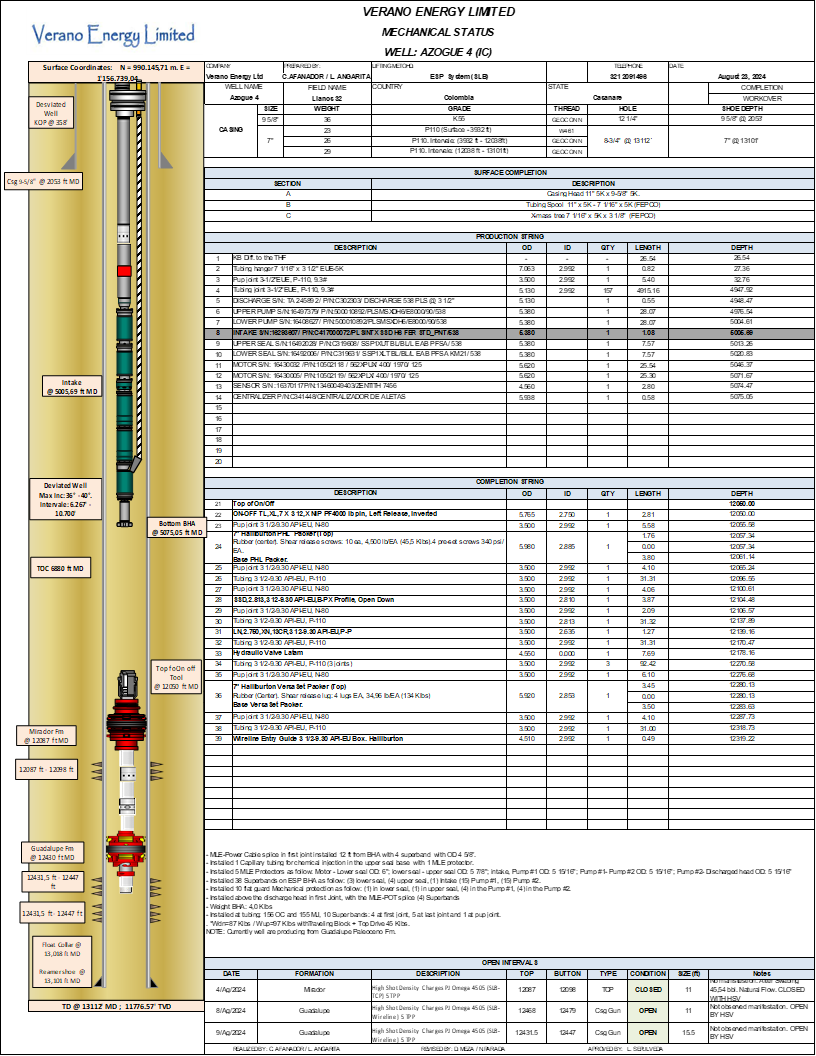 VERANO ENERGY LIMITED
MECHANICAL STATUS
WELL: AZOGUE 4 (IC)
Verano Energy Limited
Surface Coordinates: N = 990.145,71 m. E = 1'156.739,04
COMPANY PREPARED BY: LIFTING METHOD: TELEPHONE DATE
Verano Energy Ltd C.AFANADOR / L. ANGARITA ESP System (SLB) 321 2091496 August 23, 2024
WELL NAME FIELD NAME COUNTRY STATE COMPLETION
Azogue 4 Llanos 32 Colombia Casanare WORKOVER
CASING SIZE WEIGHT GRADE THREAD HOLE SHOE DEPTH
9 5/8" 36 K55 GEOCONN 12 1/4" 9 5/8" @ 2053'
7" 23 P110 (Surface - 3932 ft) W461 8-3/4" @ 13112' 7" @ 13101'
26 P110. Intervale: (3932 ft - 12038ft) GEOCONN
29 P110. Intervale: (12038 ft - 13101ft) GEOCONN
SURFACE COMPLETION
SECTION DESCRIPTION
A Casing Head 11" 5K x 9-5/8" 5K.
B Tubing Spool 11" x 5K - 7 1/16" x 5K (FEPCO)
C X-mass tree 7 1/16" x 5K x 3 1/8" (FEPCO)
PRODUCTION STRING
DESCRIPTION OD ID QTY LENGTH DEPTH
1 KB Diff. to the THF - - - 26.54 26.54
2 Tubing hanger 7 1/16" x 3 1/2" EUE-5K 7.063 2.992 1 0.82 27.36
3 Pup joint 3-1/2"EUE, P-110, 9.3# 3.500 2.992 1 5.40 32.76
4 Tubing joint 3-1/2"EUE, P-110, 9.3# 5.130 2.992 157 4915.16 4947.92
5 DISCHARGE S/N: TA 245892/ P/N:C302303/ DISCHARGE 538 PLS @ 3 1/2" 5.130 1 0.55 4948.47
6 UPPER PUMP S/N:16497379/ P/N:500010892/PLSMSXDH6/E8000/90/538 5.380 1 28.07 4976.54
7 LOWER PUMP S/N:16408627/ P/N:500010892/PLSMSXDH6/E8000/90/538 5.380 1 28.07 5004.61
8 INTAKE S/N:18293607/ P/N:C417000072/PLS INTX SSD H6 FER STD_PNT/538 5.380 1 1.08 5005.69
9 UPPER SEAL S/N:16492028/ P/N:C319608/ SSP1XLTBL/BL/L EAB PFSA/ 538 5.380 1 7.57 5013.26
10 LOWER SEAL S/N:16492006/ P/N:C319631/ SSP1XLTBL/BL/L EAB PFSA KM21/ 538 5.380 1 7.57 5020.83
11 MOTOR S/N: 16430032 /P/N:10502118 / 562XPLX/ 400/ 1970/ 125 5.620 1 25.54 5046.37
12 MOTOR S/N: 16430005/ P/N:10502119/ 562XPLX/ 400/ 1970/ 125 5.620 1 25.30 5071.67
13 SENSOR S/N: 1637017P/N:13460049403/ZENTITH 7456 4.560 1 2.80 5074.47
14 CENTRALIZER P/N:C341448/CENTRALIZADOR DE ALETAS 5.938 1 0.58 5075.05
15
16
17
18
19
20
COMPLETION STRING
DESCRIPTION OD ID QTY LENGTH DEPTH
21 Top of On/Off 12050.00
22 ON-OFF TL,XL,7 X 3 12,X NIP PF4000 lb pin, Left Release, Inverted 5.765 2.750 1 2.81 12050.00
23 Pup joint 3 1/2-9.30 API-EU, N-80 3.500 2.992 1 5.58 12055.58
24 7" Halliburton PHL Packer (Top) 1.76 12057.34
Rubber (center). Shear release screws: 10 ea, 4,500 lb/EA (45,5 Klbs).4 pre-set screws 340 psi/ EA. 5.980 2.885 1 0.00 12057.34
Base PHL Packer. 3.80 12061.14
25 Pup joint 3 1/2-9.30 API-EU, N-80 3.500 2.992 1 4.10 12065.24
26 Tubing 3 1/2-9.30 API-EU, P-110 3.500 2.992 1 31.31 12096.55
27 Pup joint 3 1/2-9.30 API-EU, N-80 3.500 2.992 1 4.06 12100.61
28 SSD,2.813,3 12-9.30 API-EU,B-PX Profile, Open Down 3.500 2.810 1 3.87 12104.48
29 Pup joint 3 1/2-9.30 API-EU, N-80 3.500 2.992 1 2.09 12106.57
30 Tubing 3 1/2-9.30 API-EU, P-110 3.500 2.813 1 31.32 12137.89
31 LN,2.750,XN,13CR,3 12-9.30 API-EU,P-P 3.500 2.635 1 1.27 12139.16
32 Tubing 3 1/2-9.30 API-EU, P-110 3.500 2.992 1 31.31 12170.47
33 Hydraulic Valve Latam 4.550 0.000 1 7.69 12178.16
34 Tubing 3 1/2-9.30 API-EU, P-110 (3 joints) 3.500 2.992 3 92.42 12270.58
35 Pup joint 3 1/2-9.30 API-EU, N-80 3.500 2.992 1 6.10 12276.68
36 7" Halliburton VersaSet Packer (Top) 3.45 12280.13
Rubber (Center). Shear release lug: 4 lugs EA, 34,96 lb/EA (134 Klbs) 5.920 2.853 1 0.00 12280.13
Base VersaSet Packer. 3.50 12283.63
37 Pup joint 3 1/2-9.30 API-EU, N-80 3.500 2.992 1 4.10 12287.73
38 Tubing 3 1/2-9.30 API-EU, P-110 3.500 2.992 1 31.00 12318.73
39 Wireline Entry Guide 3 1/2-9.30 API-EU Box. Halliburton 4.510 2.992 1 0.49 12319.22
- MLE-Power Cable splice in first joint installed 12 ft from BHA with 4 superband with OD 4 5/8".
- Installed 1 Capillary tubing for chemical injection in the upper seal base with 1 MLE protector.
- Installed 5 MLE Protectors as follow: Motor - Lower seal OD: 6"; lower seal - upper seal OD: 5 7/8"; Intake, Pump #1 OD: 5 15/16"; Pump #1- Pump #2 OD: 5 15/16"; Pump #2- Discharged head OD: 5 15/16"
- Installed 38 Superbands on ESP BHA as follow: (3) lower seal, (4) upper seal, (1) Intake (15) Pump #1, (15) Pump #2.
- Installed 10 flat guard Mechanical protection as follow: (1) in lower seal, (1) in upper seal, (4) in the Pump #1, (4) in the Pump #2.
- Installed above the discharge head in first Joint, with the MLE-POT splice (4) Superbands
- Weight BHA: 4,0 Klbs
- Installed at tubing: 156 OC and 155 MJ, 10 Superbands: 4 at first joint, 5 at last joint and 1 at pup joint.
. "Wdn=87 Klbs / Wup=97 Klbs with Traveling Block + Top Drive 45 Klbs.
NOTE: Currently well are producing from Guadalupe Paleoceno Fm.
OPEN INTERVALS
DATE FORMATION DESCRIPTION TOP BUTTON TYPE CONDITION SIZE (ft) Notes
4/Ag/2024 Mirador High Shot Density Charges PJ Omega 4505 (SLB-TCP) 5 TPP 12087 12098 TCP CLOSED 11 No manifestation. After Swabing 45,54 bbl. Natural Flow. CLOSED WITH HSV
8/Ag/2024 Guadalupe High Shot Density Charges PJ Omega 4505 (SLB-Wireline) 5 TPP 12468 12479 Csg Gun OPEN 11 Not observed manifestation. OPEN BY HSV
9/Ag/2024 Guadalupe High Shot Density Charges PJ Omega 4505 (SLB-Wireline) 5 TPP 12431.5 12447 Csg Gun OPEN 15.5 Not observed manifestation. OPEN BY HSV
REALIZED BY: C.AFANADOR / L. ANGARITA REVISED BY: D.MEZA / N.PARADA APROVED BY: L. SEPULVEDA
Desviated Well KOP @ 358'
Csg 9-5/8" @ 2053 ft MD
Intake @ 5005,69 ft MD
Deviated Well Max Inc: 36° - 40°. Intervale: 6.267' - 10.700'
Bottom BHA @ 5075,05 ft MD
TOC 6880 ft MD
Top fo On off Tool @ 12050 ft MD
Mirador Fm @ 12087 ft MD
12087 ft - 12098 ft
Guadalupe Fm @ 12430 ft MD
12431,5 ft - 12447 ft
12431,5 ft - 12447 ft
Float Collar @ 13,018 ft MD
Reamer shoe @ 13,101 ft MD
TD @ 13112' MD ; 11776.57' TVD